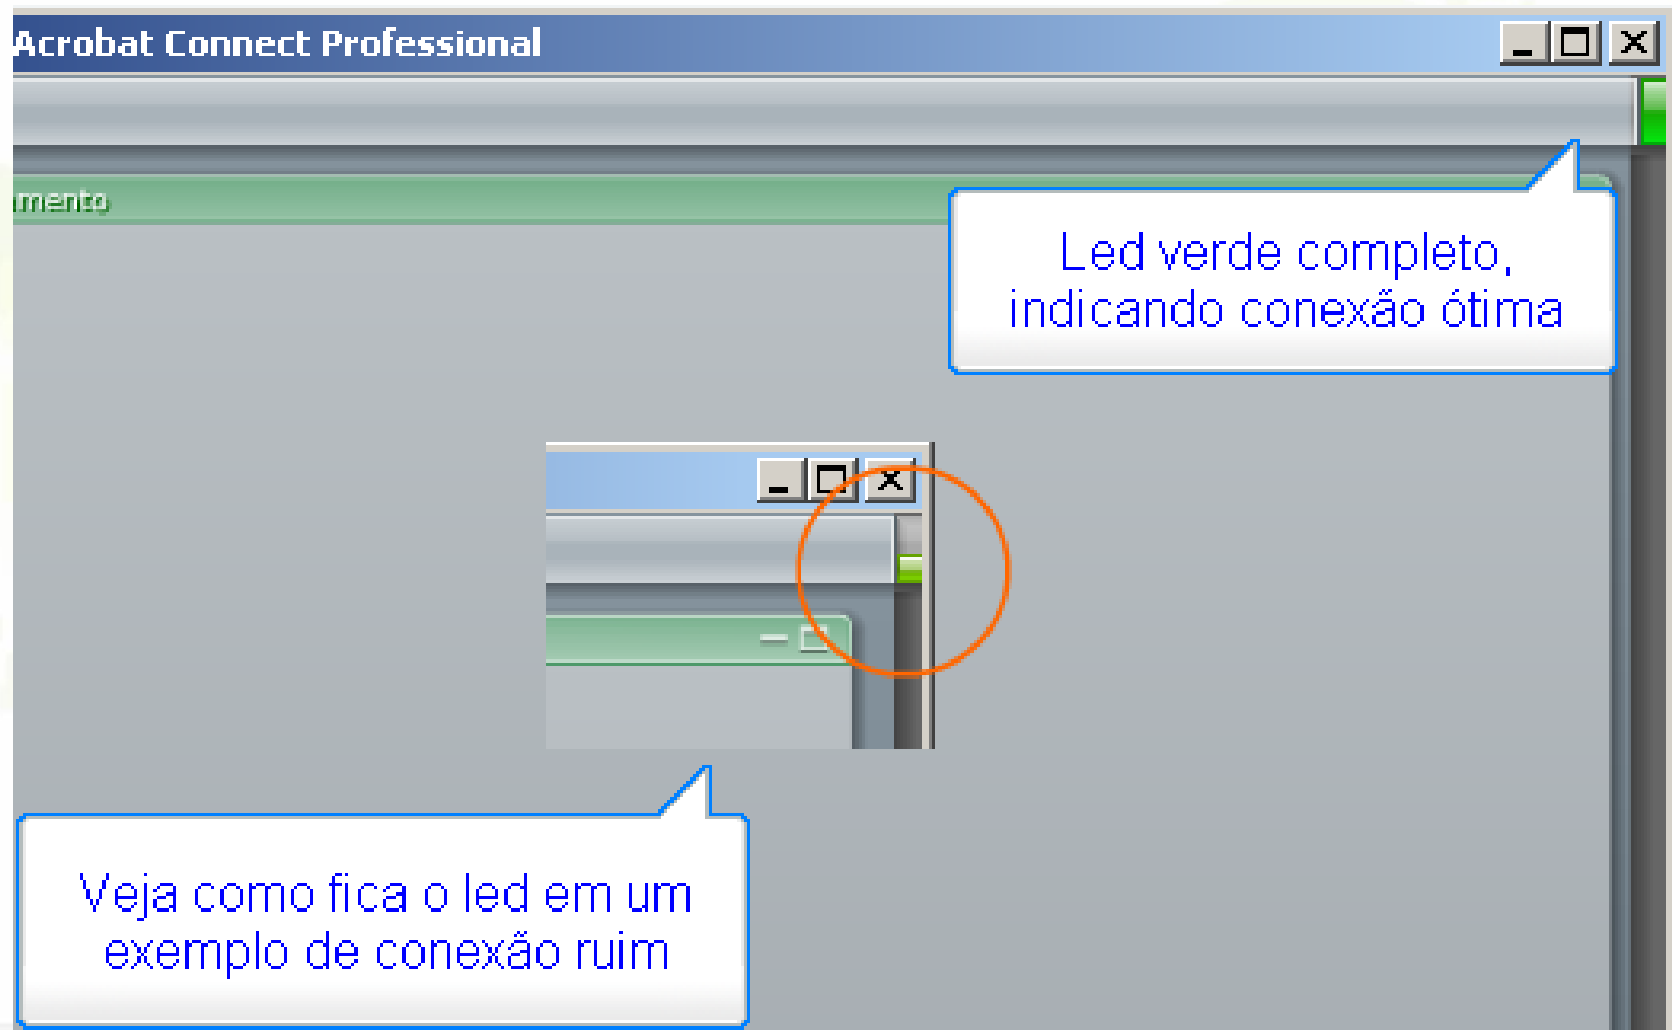 Acrobat Connect Professional
mento
Led verde completo,
indicando conexão ótima
Veja como fica o led em um
exemplo de conexão ruim